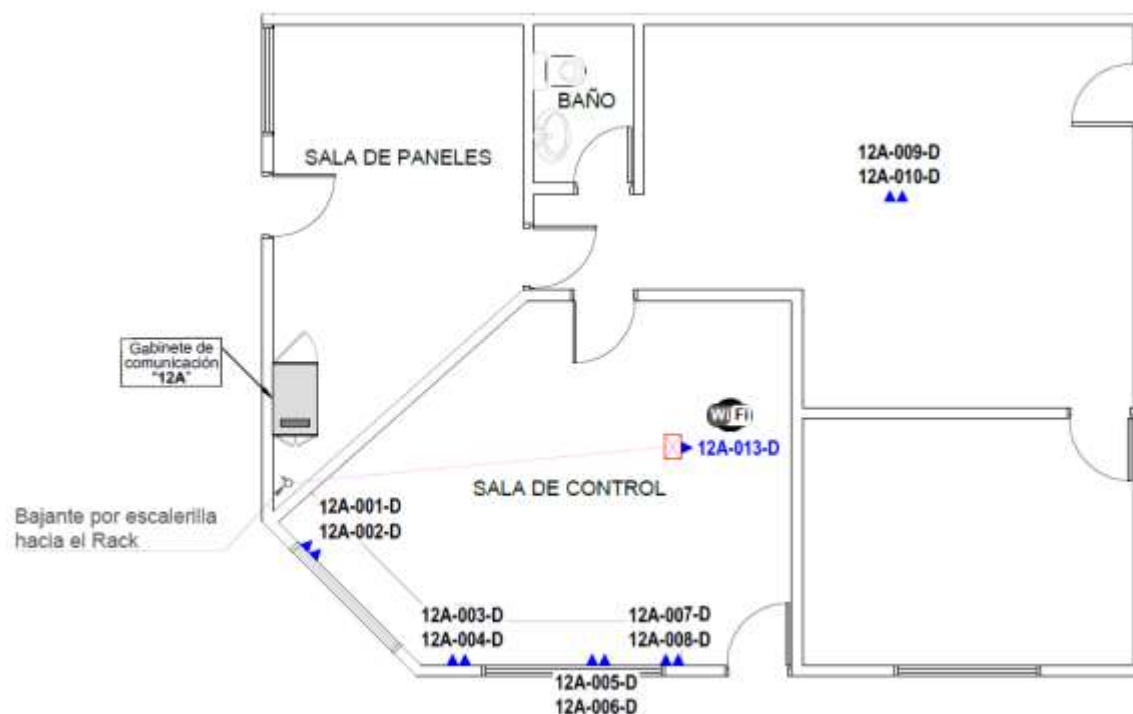 BAÑO
SALA DE PANELES
12A-009-D
12A-010-D
Gabinete de
comunicación
"12A"
Wi Fi
12A-013-D
SALA DE CONTROL
12A-001-D
12A-002-D
Bajante por escalerilla
hacia el Rack
12A-003-D
12A-004-D
12A-007-D
12A-008-D
12A-005-D
12A-006-D